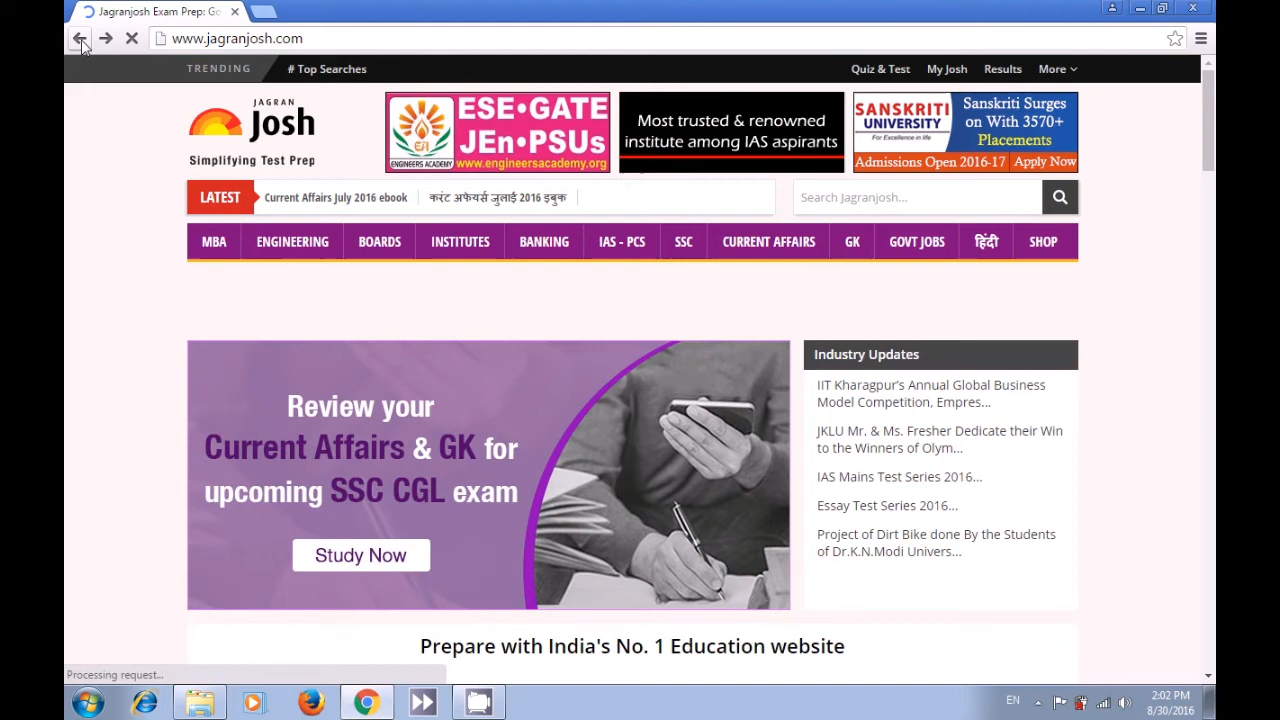 Jagranjosh Exam Prep: Go
www.jagranjosh.com
TRENDING # Top Searches Quiz & Test My Josh Results More
JAGRAN
Josh
Simplifying Test Prep
ESE•GATE
JEn•PSUs
ENGINEERS ACADEMY www.engineersacademy.org
Most trusted & renowned
institute among IAS aspirants
SANSKRITI
UNIVERSITY
For Excellence in Life
Sanskriti Surges
on With 3570+
Placements
Admissions Open 2016-17 Apply Now
LATEST Current Affairs July 2016 ebook करंट अफेयर्स जुलाई 2016 इबुक Search Jagranjosh...
MBA ENGINEERING BOARDS INSTITUTES BANKING IAS - PCS SSC CURRENT AFFAIRS GK GOVT JOBS हिंदी SHOP
Review your
Current Affairs & GK for
upcoming SSC CGL exam
Study Now
Industry Updates
IIT Kharagpur's Annual Global Business
Model Competition, Empres...
JKLU Mr. & Ms. Fresher Dedicate their Win
to the Winners of Olym...
IAS Mains Test Series 2016...
Essay Test Series 2016...
Project of Dirt Bike done By the Students
of Dr.K.N.Modi Univers...
Prepare with India's No. 1 Education website
Processing request...
EN
2:02 PM
8/30/2016